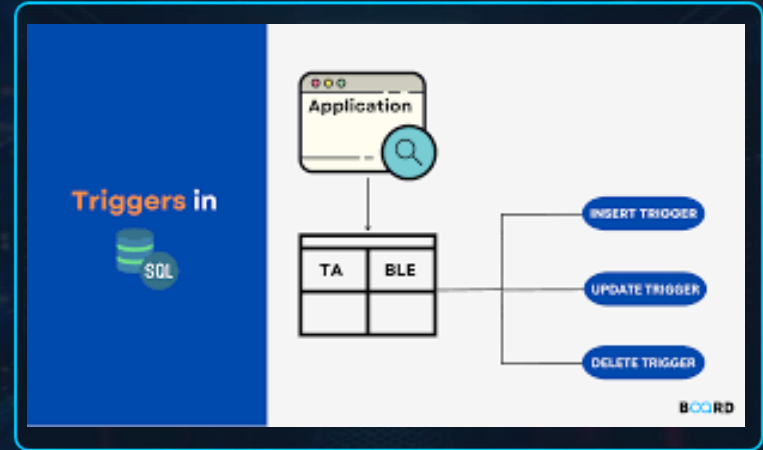 Triggers in
SQL
Application
TA BLE
INSERT TRIGGER
UPDATE TRIGGER
DELETE TRIGGER
BOARD